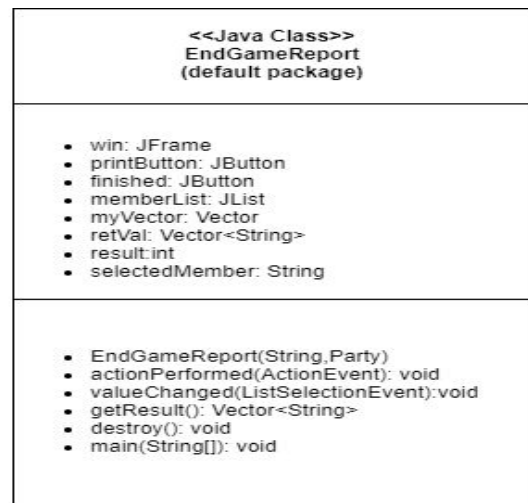 <<Java Class>>
EndGameReport
(default package)
• win: JFrame
• printButton: JButton
• finished: JButton
• memberList: JList
• myVector: Vector
• retVal: Vector<String>
• result:int
• selectedMember: String
• EndGameReport(String,Party)
• actionPerformed(ActionEvent): void
• valueChanged(ListSelectionEvent):void
• getResult(): Vector<String>
• destroy(): void
• main(String[]): void